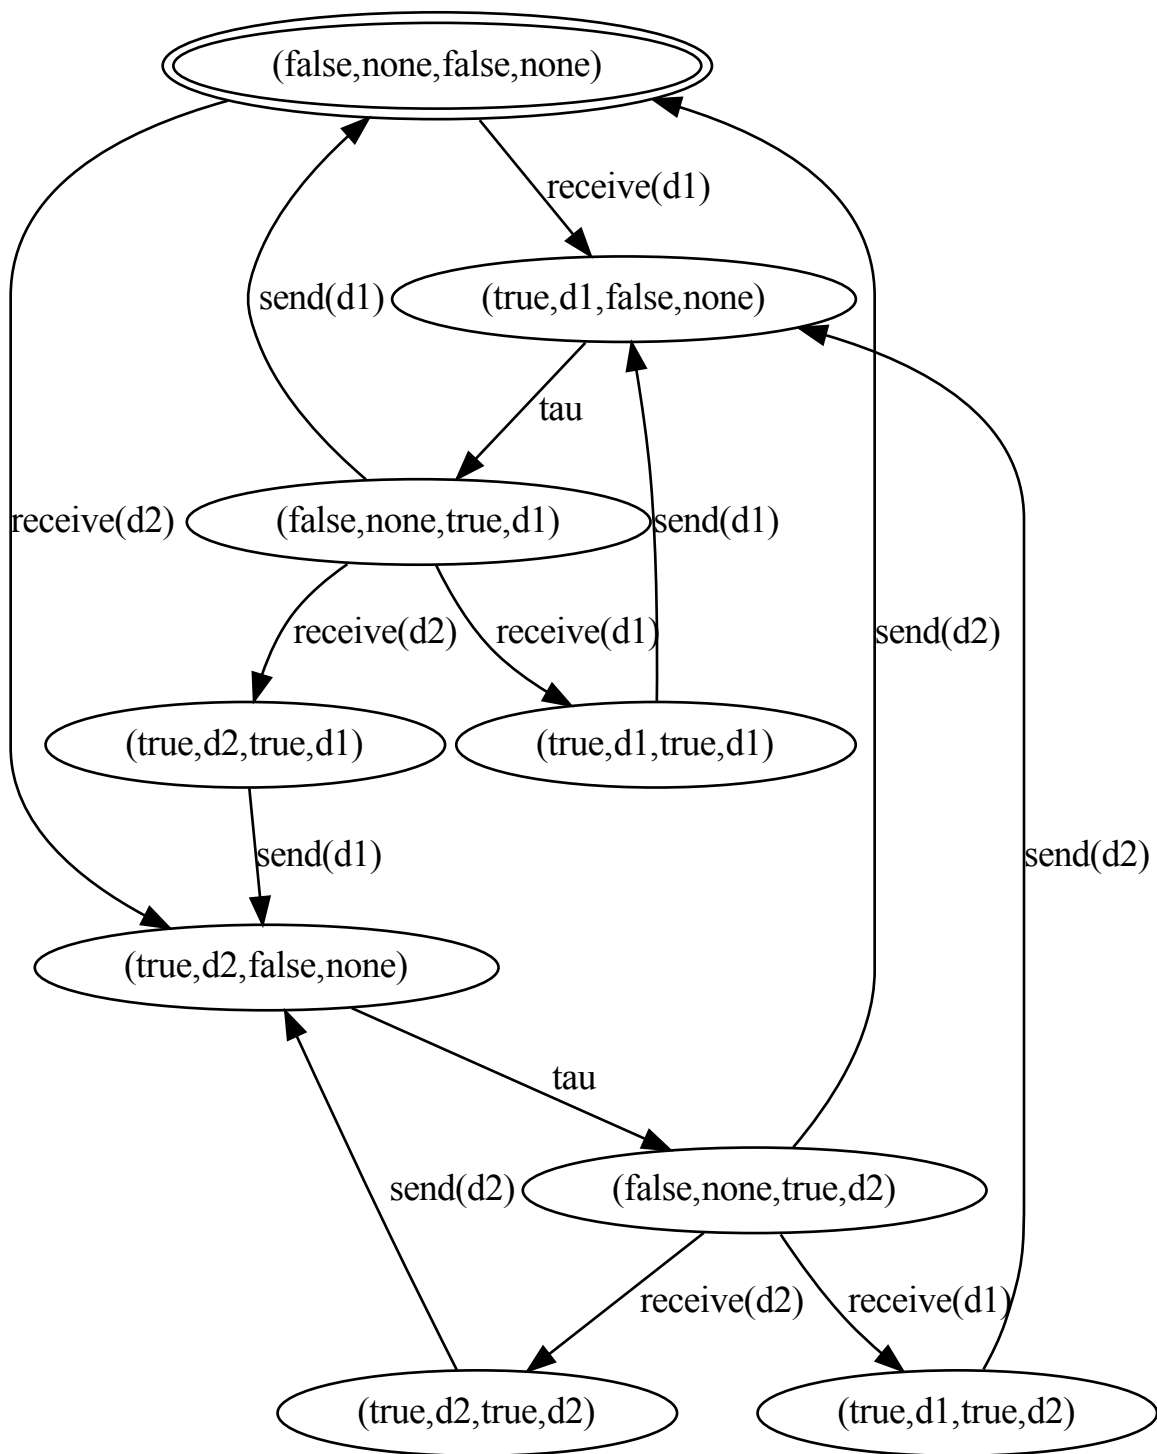 (false,none,false,none)
receive(d1)
send(d1)
(true,d1,false,none)
tau
receive(d2)
(false,none,true,d1)
send(d1)
receive(d2)
receive(d1)
send(d2)
(true,d2,true,d1)
(true,d1,true,d1)
send(d1)
send(d2)
(true,d2,false,none)
tau
send(d2)
(false,none,true,d2)
receive(d2)
receive(d1)
(true,d2,true,d2)
(true,d1,true,d2)